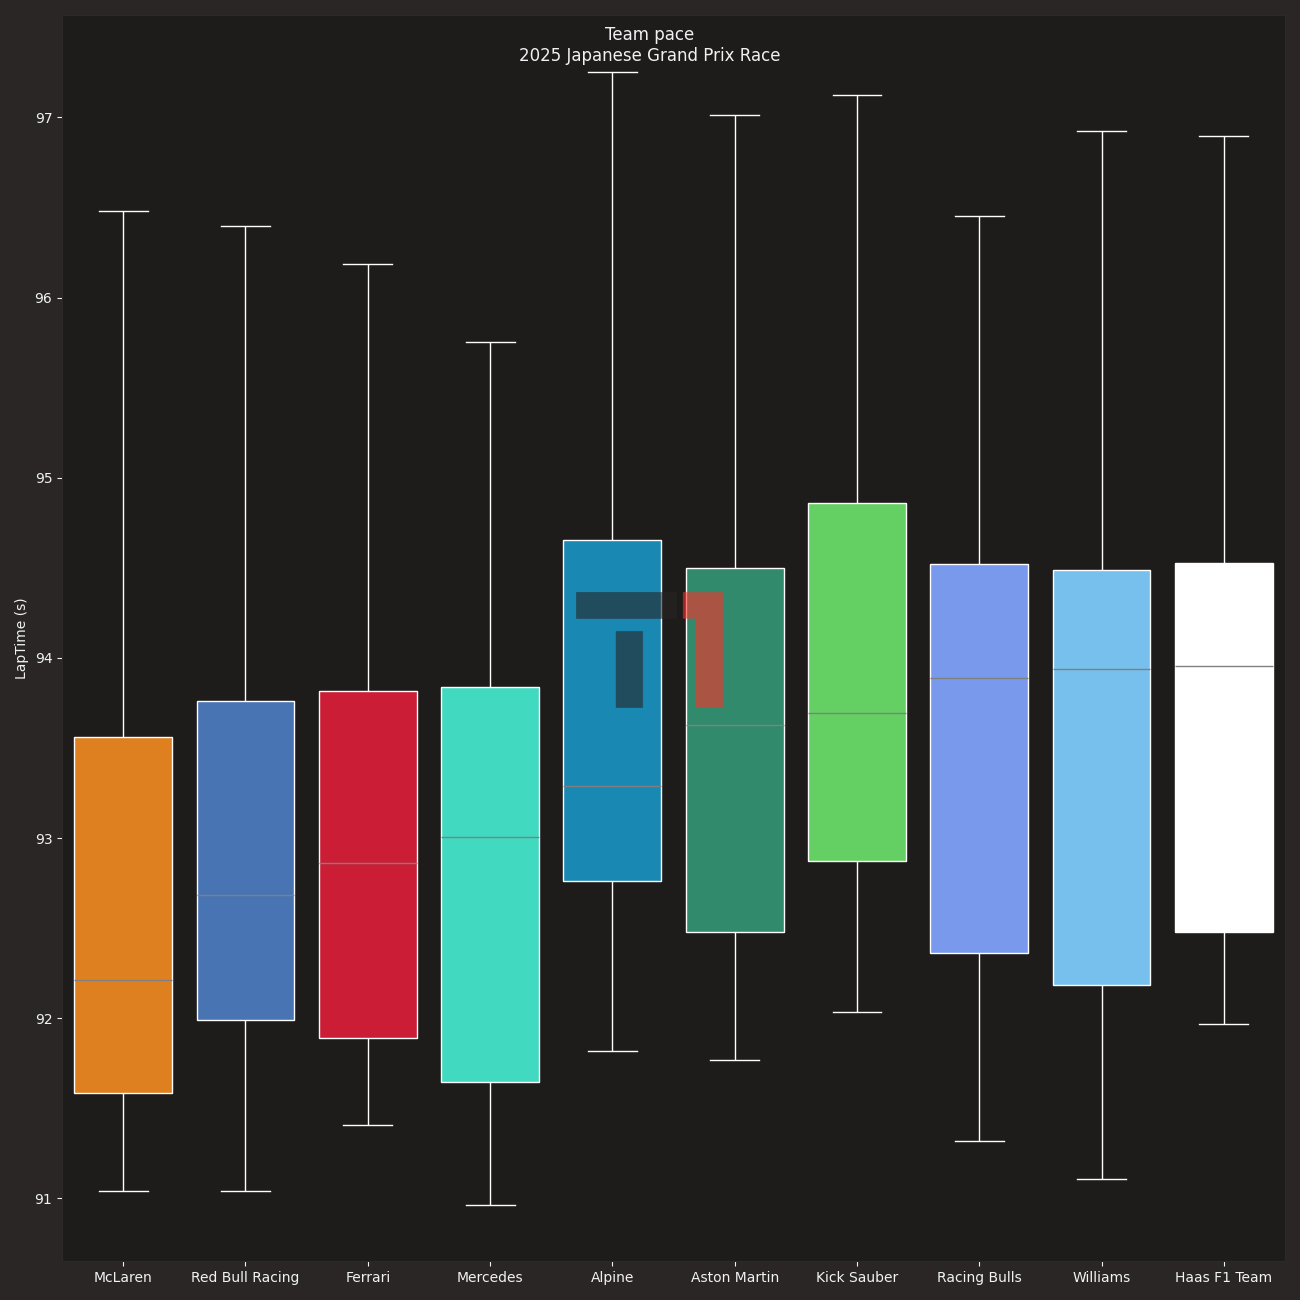 Team pace
2025 Japanese Grand Prix Race
97
96
95
94
93
92
91
LapTime (s)
McLaren
Red Bull Racing
Ferrari
Mercedes
Alpine
Aston Martin
Kick Sauber
Racing Bulls
Williams
Haas F1 Team